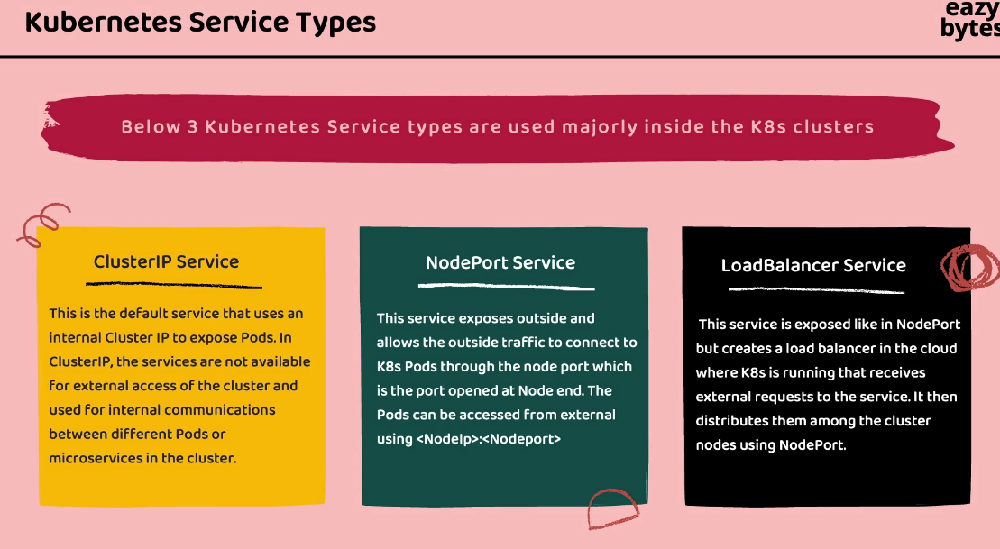 Kubernetes Service Types
eazy
bytes
Below 3 Kubernetes Service types are used majorly inside the K8s clusters
ClusterIP Service
This is the default service that uses an
internal Cluster IP to expose Pods. In
ClusterIP, the services are not available
for external access of the cluster and
used for internal communications
between different Pods or
microservices in the cluster.
NodePort Service
This service exposes outside and
allows the outside traffic to connect to
K8s Pods through the node port which
is the port opened at Node end. The
Pods can be accessed from external
using <NodeIp>:<Nodeport>
LoadBalancer Service
This service is exposed like in NodePort
but creates a load balancer in the cloud
where K8s is running that receives
external requests to the service. It then
distributes them among the cluster
nodes using NodePort.